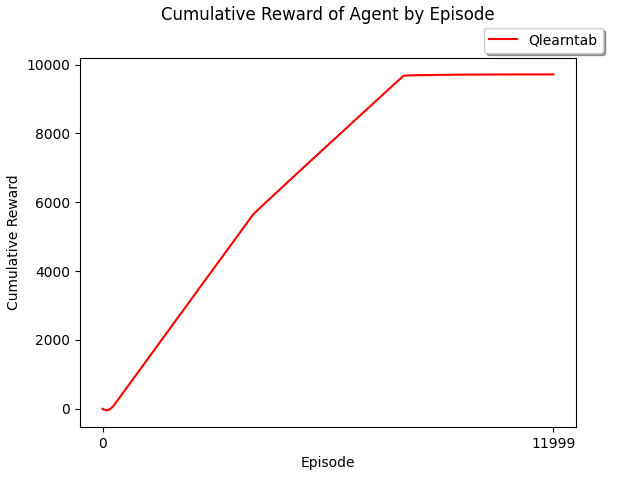 Cumulative Reward of Agent by Episode
Qlearntab
10000
8000
6000
4000
2000
0
Cumulative Reward
0
11999
Episode